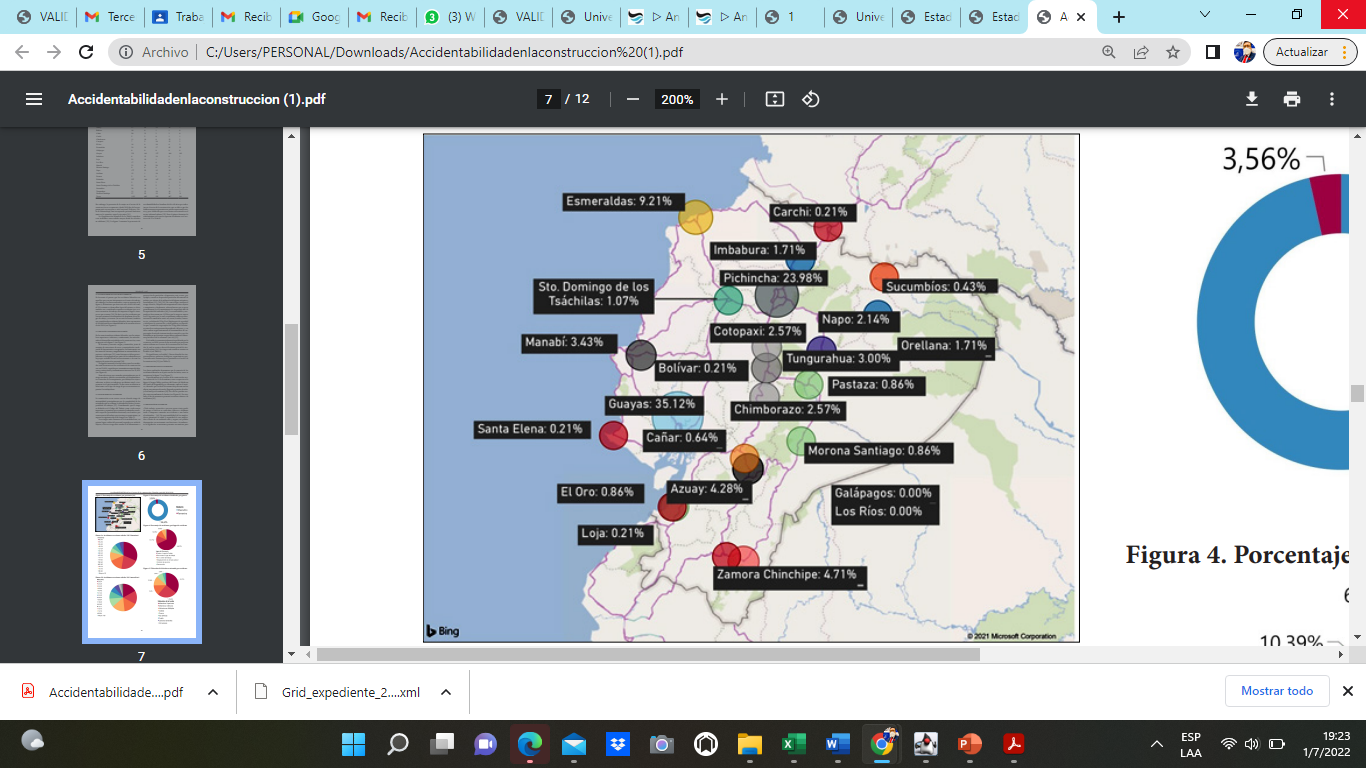 VALID
Terce
Traba
Recib
Goog
Recib
(3) W
VALID
Unive
▷ An
▷ An
1
Unive
Estad
Estad
A
Archivo
C:/Users/PERSONAL/Downloads/Accidentabilidadenlaconstruccion%20(1).pdf
Actualizar
Accidentabilidadenlaconstruccion (1).pdf
7 / 12
200%
5
6
7
Esmeraldas: 9.21%
Carchi: 0.21%
Imbabura: 1.71%
Pichincha: 23.98%
Sto. Domingo de los
Tsáchilas: 1.07%
Sucumbíos: 0.43%
Napo: 2.14%
Cotopaxi: 2.57%
Manabí: 3.43%
Orellana: 1.71%
Tungurahua: 3.00%
Bolívar: 0.21%
Pastaza: 0.86%
Guayas: 35.12%
Chimborazo: 2.57%
Santa Elena: 0.21%
Cañar: 0.64%
Morona Santiago: 0.86%
El Oro: 0.86%
Azuay: 4.28%
Galápagos: 0.00%
Los Ríos: 0.00%
Loja: 0.21%
Zamora Chinchipe: 4.71%
Bing
© 2021 Microsoft Corporation
3,56%
Figura 4. Porcentaje
10,39%
Accidentabilidade....pdf
Grid_expediente_2....xml
Mostrar todo
ESP
LAA
19:23
1/7/2022